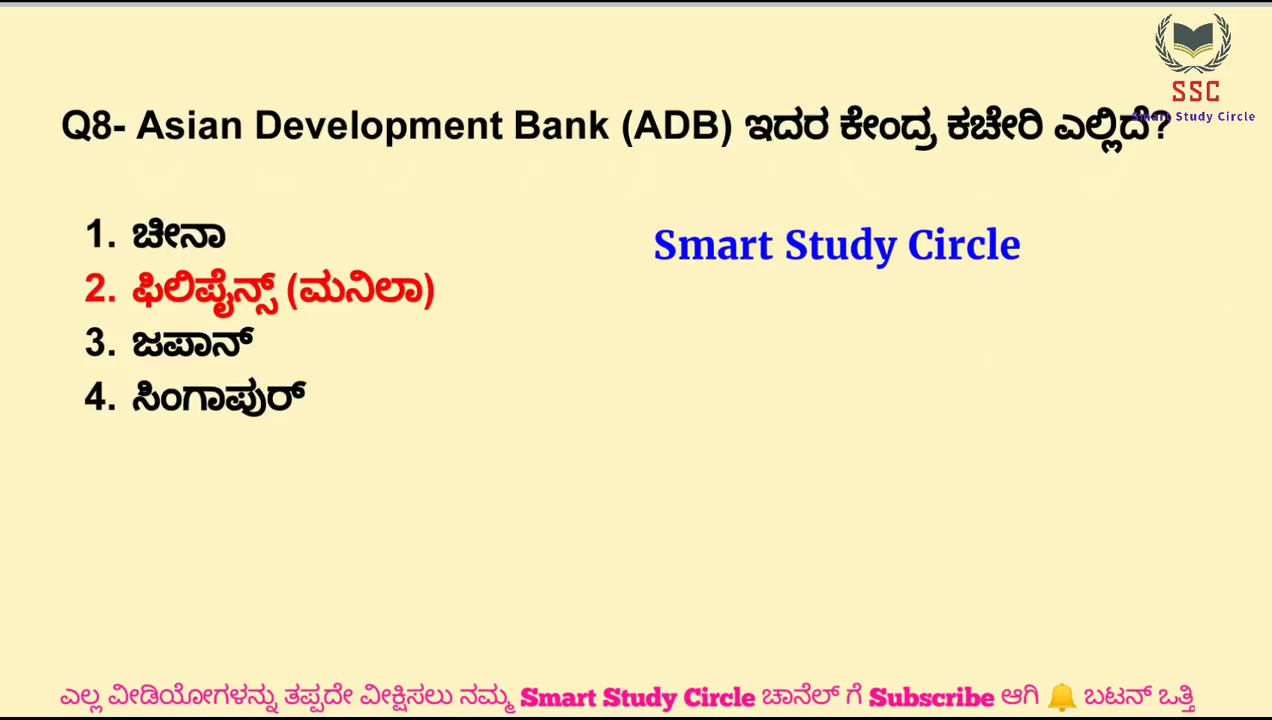 SSC
Smart Study Circle
Q8- Asian Development Bank (ADB) ಇದರ ಕೇಂದ್ರ ಕಚೇರಿ ಎಲ್ಲಿದೆ?
1. ಚೀನಾ
Smart Study Circle
2. ಫಿಲಿಪೈನ್ಸ್ (ಮನಿಲಾ)
3. ಜಪಾನ್
4. ಸಿಂಗಾಪುರ್
ಎಲ್ಲ ವೀಡಿಯೋಗಳನ್ನು ತಪ್ಪದೇ ವೀಕ್ಷಿಸಲು ನಮ್ಮ Smart Study Circle ಚಾನೆಲ್ ಗೆ Subscribe ಆಗಿ 🔔 ಬಟನ್ ಒತ್ತಿ